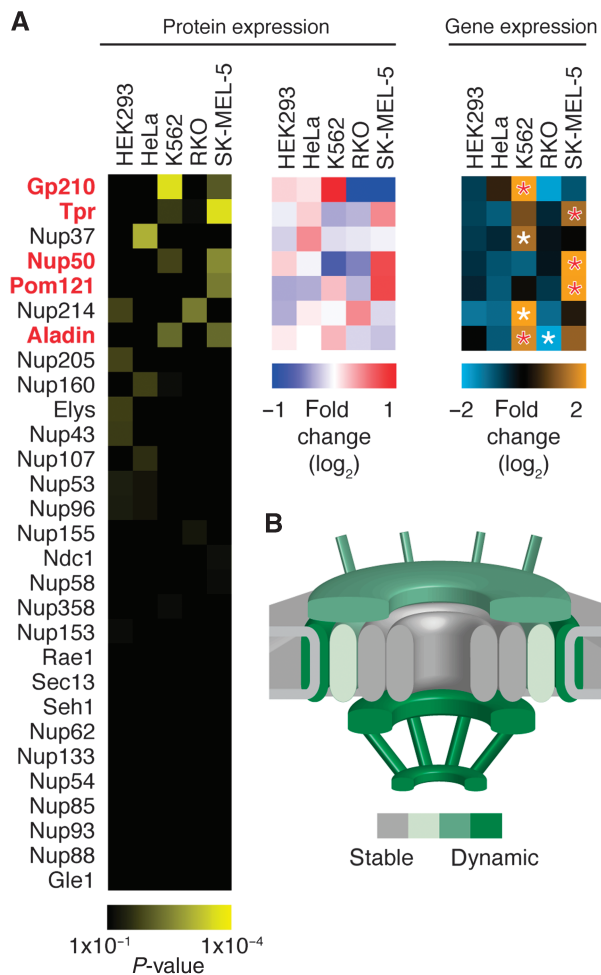 A
Protein expression
Gene expression
HEK293
HeLa
K562
RKO
SK-MEL-5
HEK293
HeLa
K562
RKO
SK-MEL-5
HEK293
HeLa
K562
RKO
SK-MEL-5
Gp210
Tpr
Nup37
Nup50
Pom121
Nup214
Aladin
Nup205
Nup160
Elys
Nup43
Nup107
Nup53
Nup96
Nup155
Ndc1
Nup58
Nup358
Nup153
Rae1
Sec13
Seh1
Nup62
Nup133
Nup54
Nup85
Nup93
Nup88
Gle1
1x10⁻¹ 1x10⁻⁴
P-value
−1 Fold 1
change
(log₂)
−2 Fold 2
change
(log₂)
*
*
*
*
*
*
*
*
B
Stable Dynamic